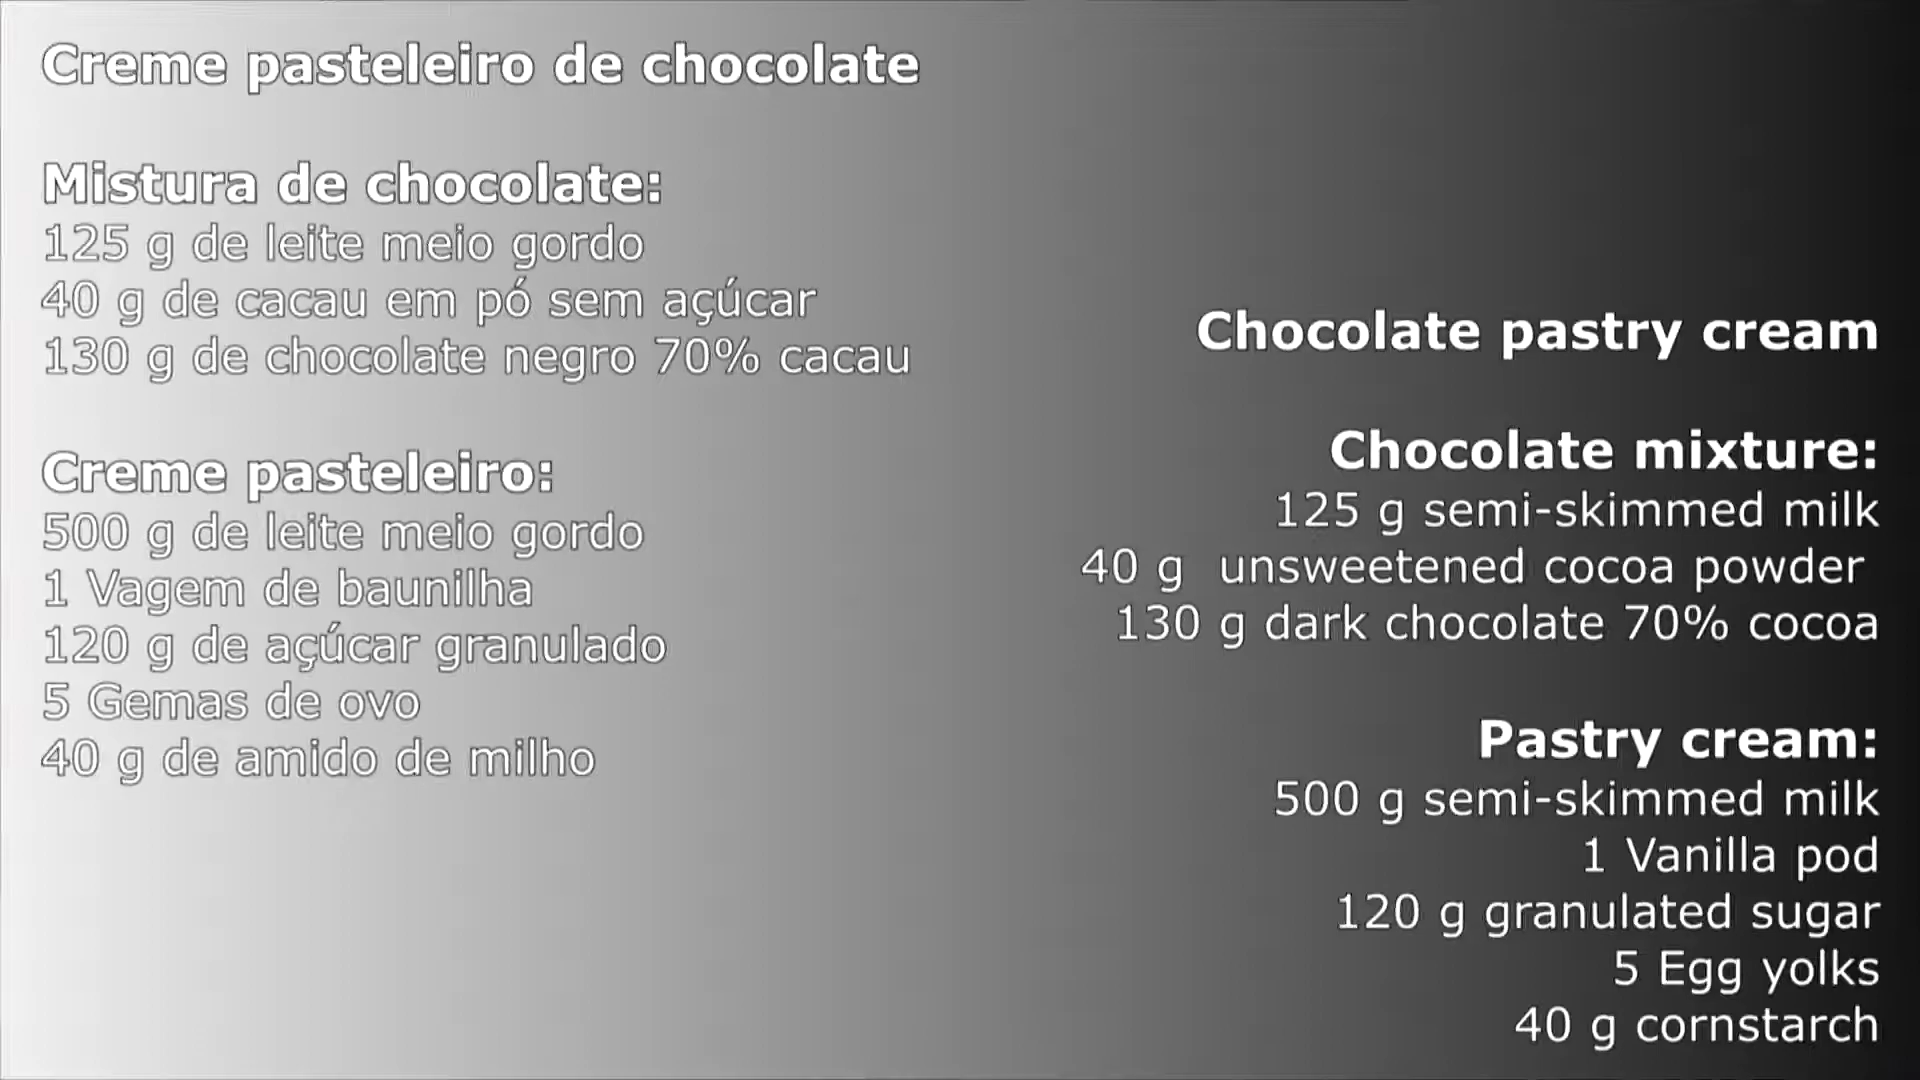 Creme pasteleiro de chocolate
Mistura de chocolate:
125 g de leite meio gordo
40 g de cacau em pó sem açúcar
130 g de chocolate negro 70% cacau
Creme pasteleiro:
500 g de leite meio gordo
1 Vagem de baunilha
120 g de açúcar granulado
5 Gemas de ovo
40 g de amido de milho
Chocolate pastry cream
Chocolate mixture:
125 g semi-skimmed milk
40 g unsweetened cocoa powder
130 g dark chocolate 70% cocoa
Pastry cream:
500 g semi-skimmed milk
1 Vanilla pod
120 g granulated sugar
5 Egg yolks
40 g cornstarch